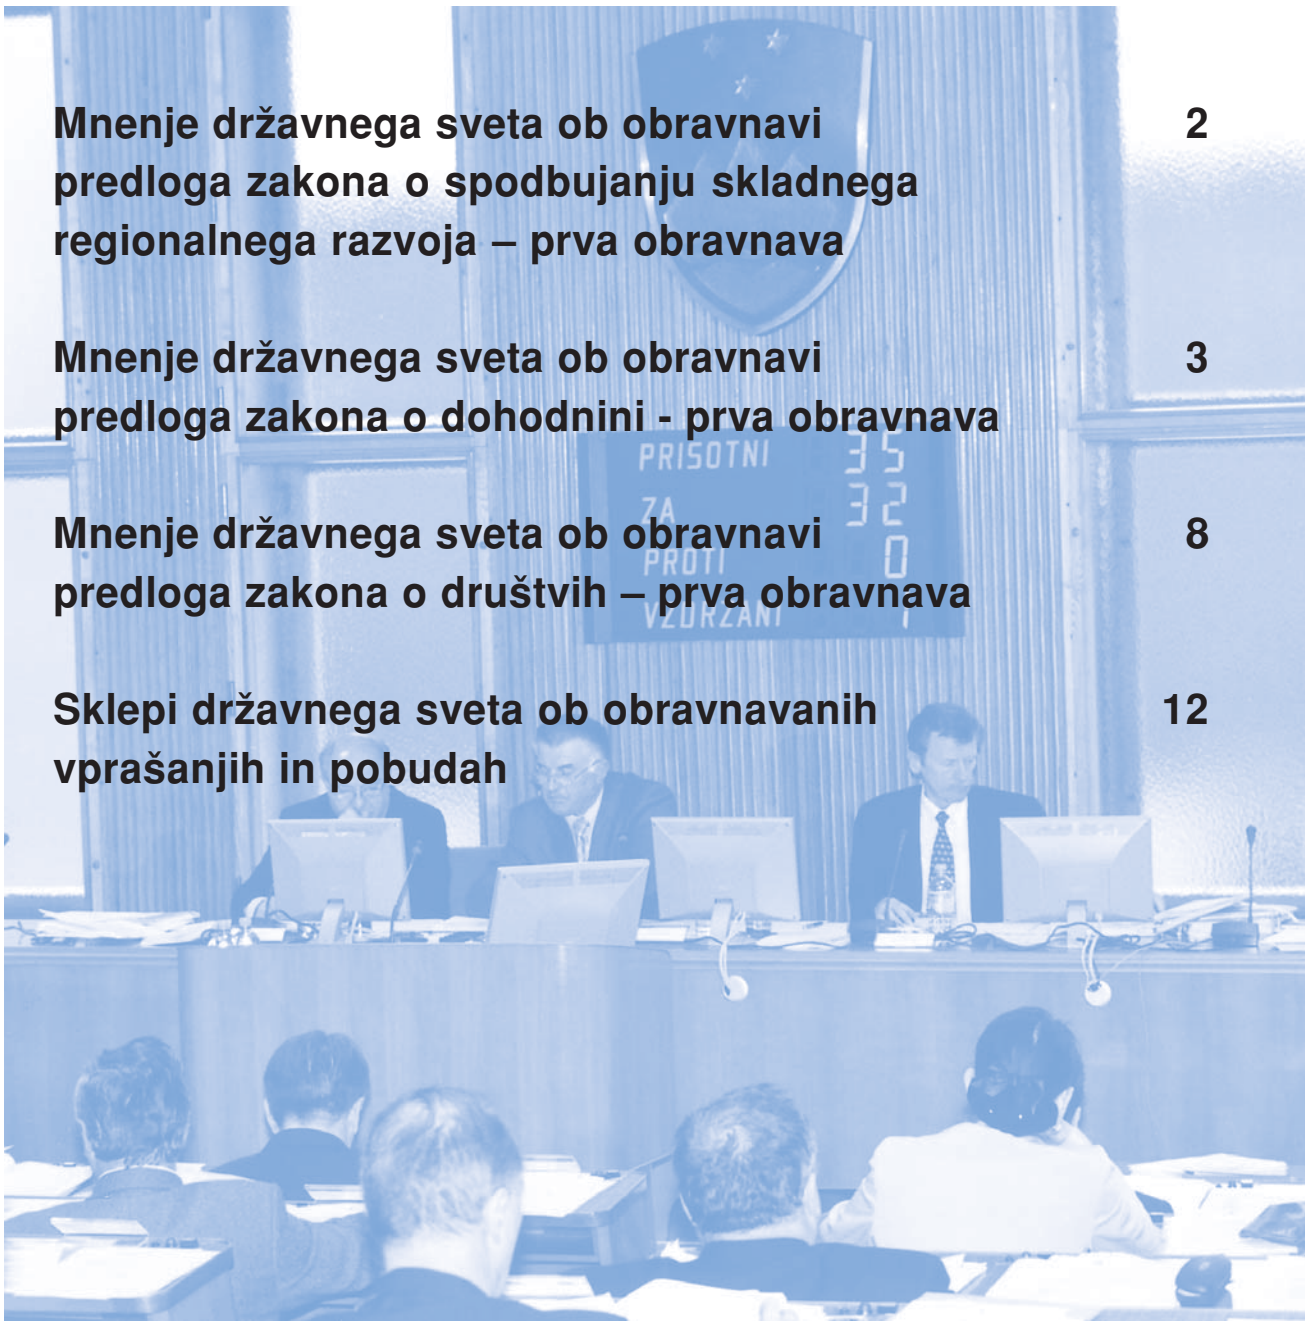 Mnenje državnega sveta ob obravnavi 2
predloga zakona o spodbujanju skladnega
regionalnega razvoja – prva obravnava
Mnenje državnega sveta ob obravnavi 3
predloga zakona o dohodnini - prva obravnava
PRISOTNI 35
ZA 32
Mnenje državnega sveta ob obravnavi 8
PROTI 0
predloga zakona o društvih – prva obravnava
VZDRŽANI 1
Sklepi državnega sveta ob obravnavanih 12
vprašanjih in pobudah